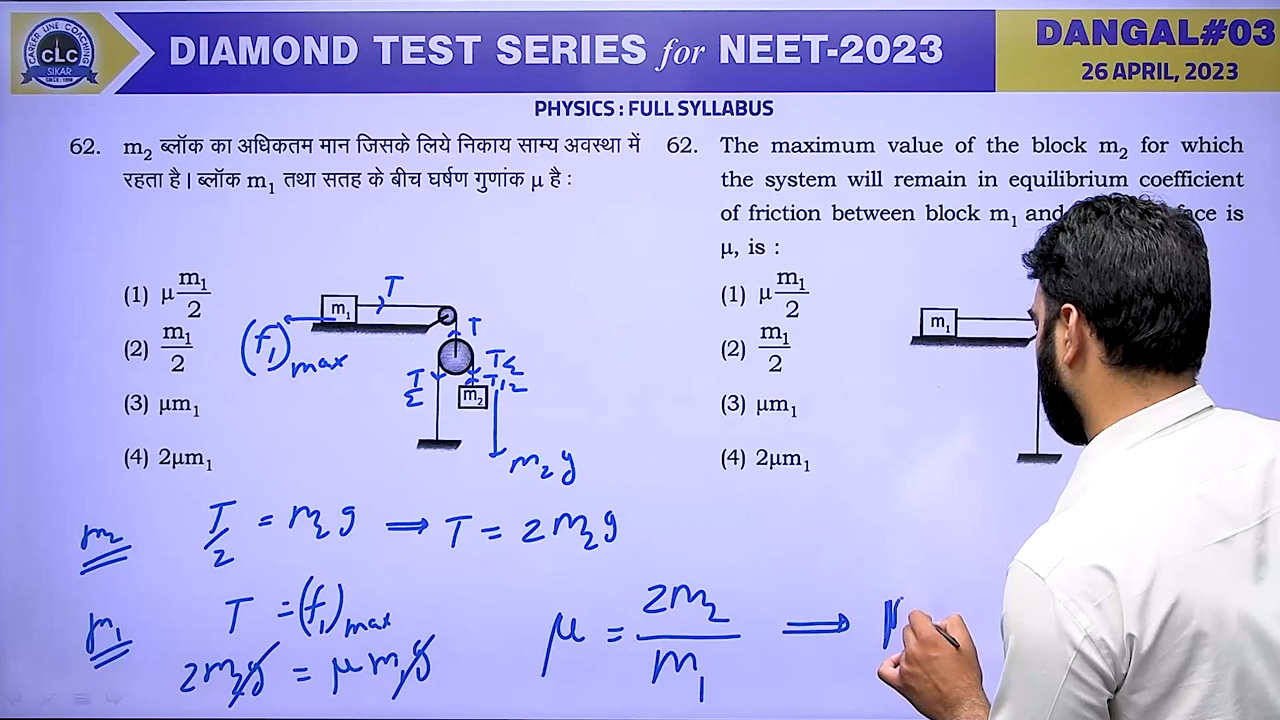 CAREER LINE COACHING
CLC
SIKAR
SINCE : 1996
DIAMOND TEST SERIES for NEET-2023
DANGAL#03
26 APRIL, 2023
PHYSICS : FULL SYLLABUS
62. m₂ ब्लॉक का अधिकतम मान जिसके लिये निकाय साम्य अवस्था में
रहता है। ब्लॉक m₁ तथा सतह के बीच घर्षण गुणांक μ है :
(1) μ m₁/2
(2) m₁/2
(3) μm₁
(4) 2μm₁
m₁
T
(f₁)max
T
T/2
T/2
T/2
m₂
m₂g
62. The maximum value of the block m₂ for which
the system will remain in equilibrium coefficient
of friction between block m₁ and
is
μ, is :
(1) μ m₁/2
(2) m₁/2
(3) μm₁
(4) 2μm₁
m₁
m₂ T/2 = m₂g ⟹ T = 2m₂g
m₁ T = (f₁)max
2m₂g = μm₁g
μ = 2m₂/m₁ ⟹